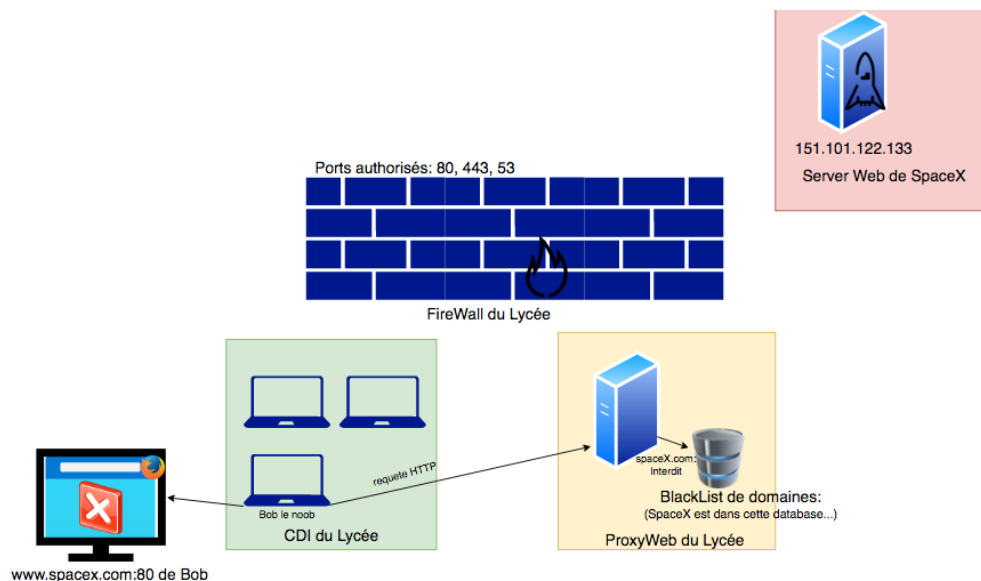 151.101.122.133
Server Web de SpaceX
Ports authorisés: 80, 443, 53
FireWall du Lycée
requete HTTP
spaceX.com:
Interdit
BlackList de domaines:
(SpaceX est dans cette database...)
Bob le noob
CDI du Lycée
ProxyWeb du Lycée
www.spacex.com:80 de Bob